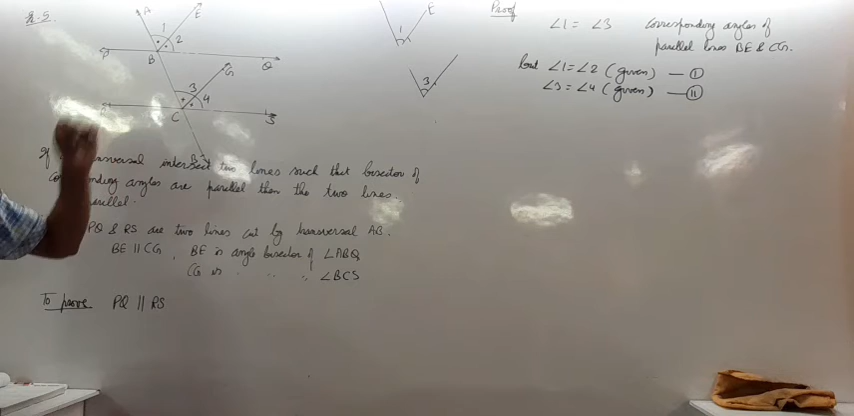 A
E
1
2
P
B
Q
G
3
4
C
S
1
E
3
If transversal intersect two lines such that bisector of
angles are parallel then the two lines
parallel.
PQ & RS are two lines cut by transversal AB.
BE || CG, BE is angle bisector of ∠ABQ
CG is " " " ∠BCS
To prove PQ || RS
Proof
∠1 = ∠3 Corresponding angles of
parallel lines BE & CG.
but ∠1 = ∠2 (given) — I
∠3 = ∠4 (given) — II